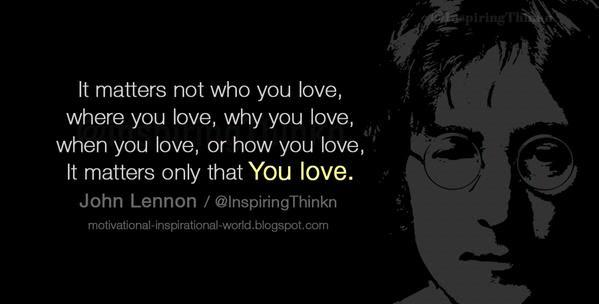 @InspiringThinkn
It matters not who you love,
where you love, why you love,
when you love, or how you love,
It matters only that You love.
John Lennon / @InspiringThinkn
motivational-inspirational-world.blogspot.com